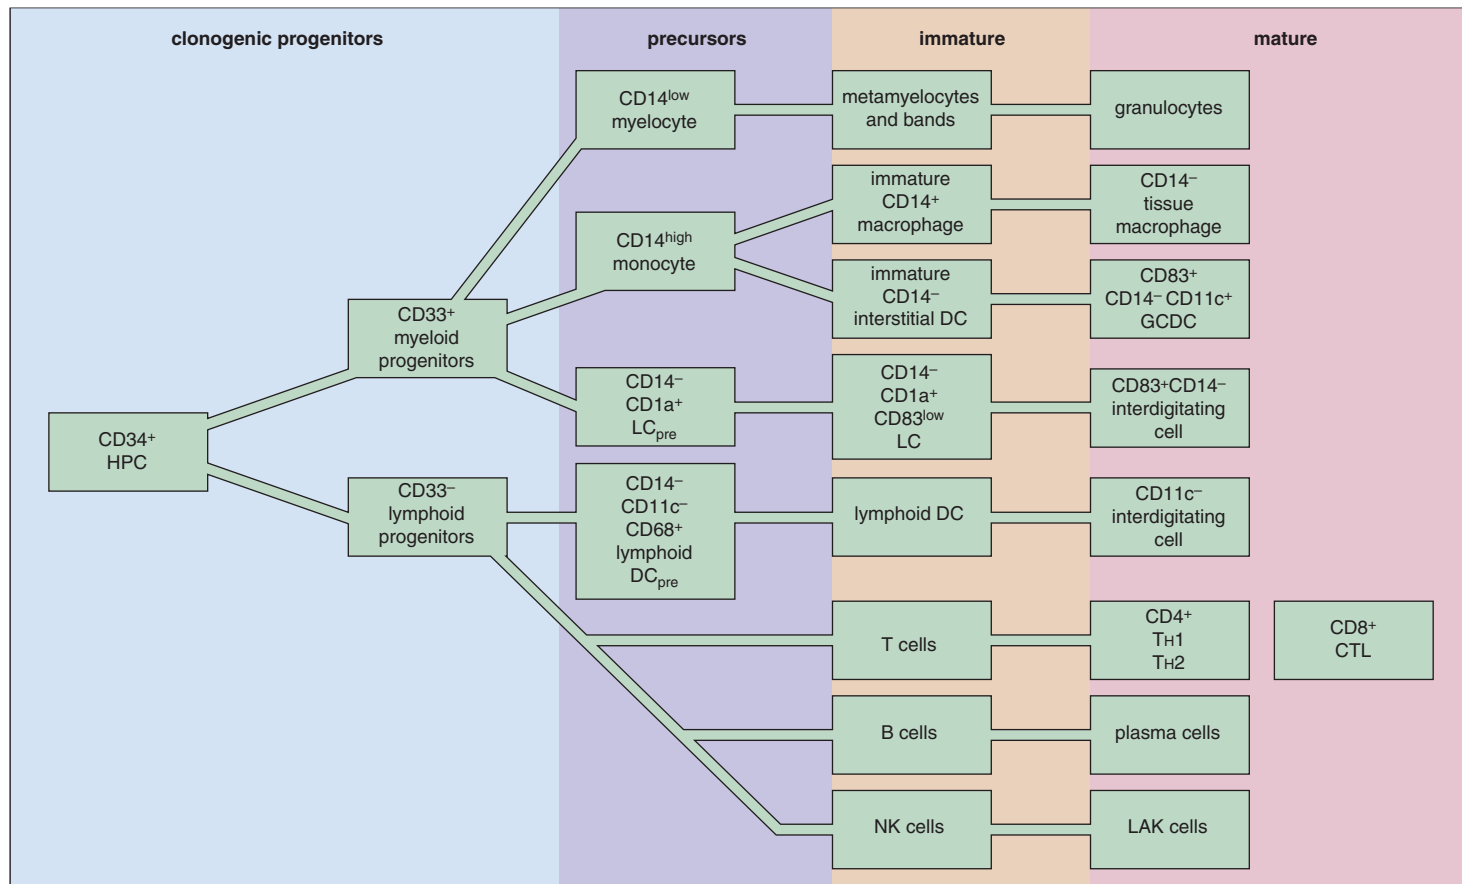 clonogenic progenitors
precursors
immature
mature
CD14low
myelocyte
metamyelocytes
and bands
granulocytes
immature
CD14+
macrophage
CD14–
tissue
macrophage
CD14high
monocyte
immature
CD14–
interstitial DC
CD83+
CD14– CD11c+
GCDC
CD33+
myeloid
progenitors
CD14–
CD1a+
LCpre
CD14–
CD1a+
CD83low
LC
CD83+CD14–
interdigitating
cell
CD34+
HPC
CD33–
lymphoid
progenitors
CD14–
CD11c–
CD68+
lymphoid
DCpre
lymphoid DC
CD11c–
interdigitating
cell
T cells
CD4+
TH1
TH2
CD8+
CTL
B cells
plasma cells
NK cells
LAK cells